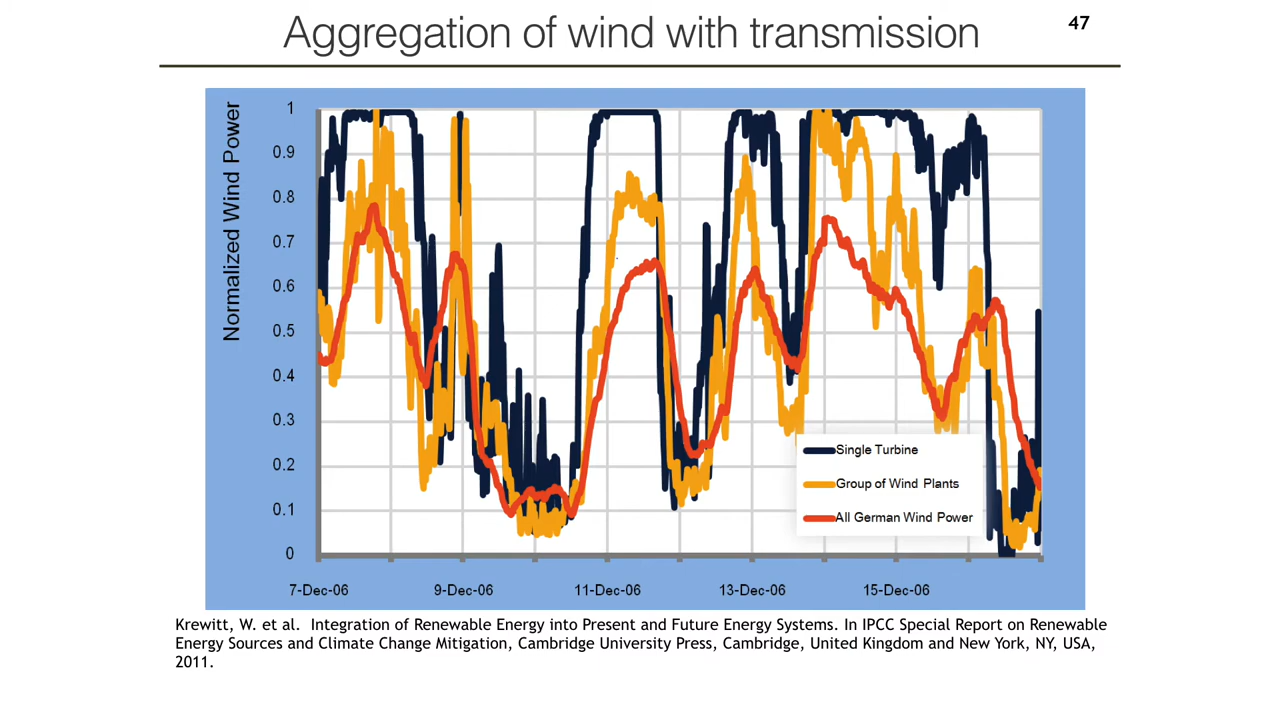 Aggregation of wind with transmission
47
Normalized Wind Power
1
0.9
0.8
0.7
0.6
0.5
0.4
0.3
0.2
0.1
0
Single Turbine
Group of Wind Plants
All German Wind Power
7-Dec-06 9-Dec-06 11-Dec-06 13-Dec-06 15-Dec-06
Krewitt, W. et al. Integration of Renewable Energy into Present and Future Energy Systems. In IPCC Special Report on Renewable
Energy Sources and Climate Change Mitigation, Cambridge University Press, Cambridge, United Kingdom and New York, NY, USA,
2011.